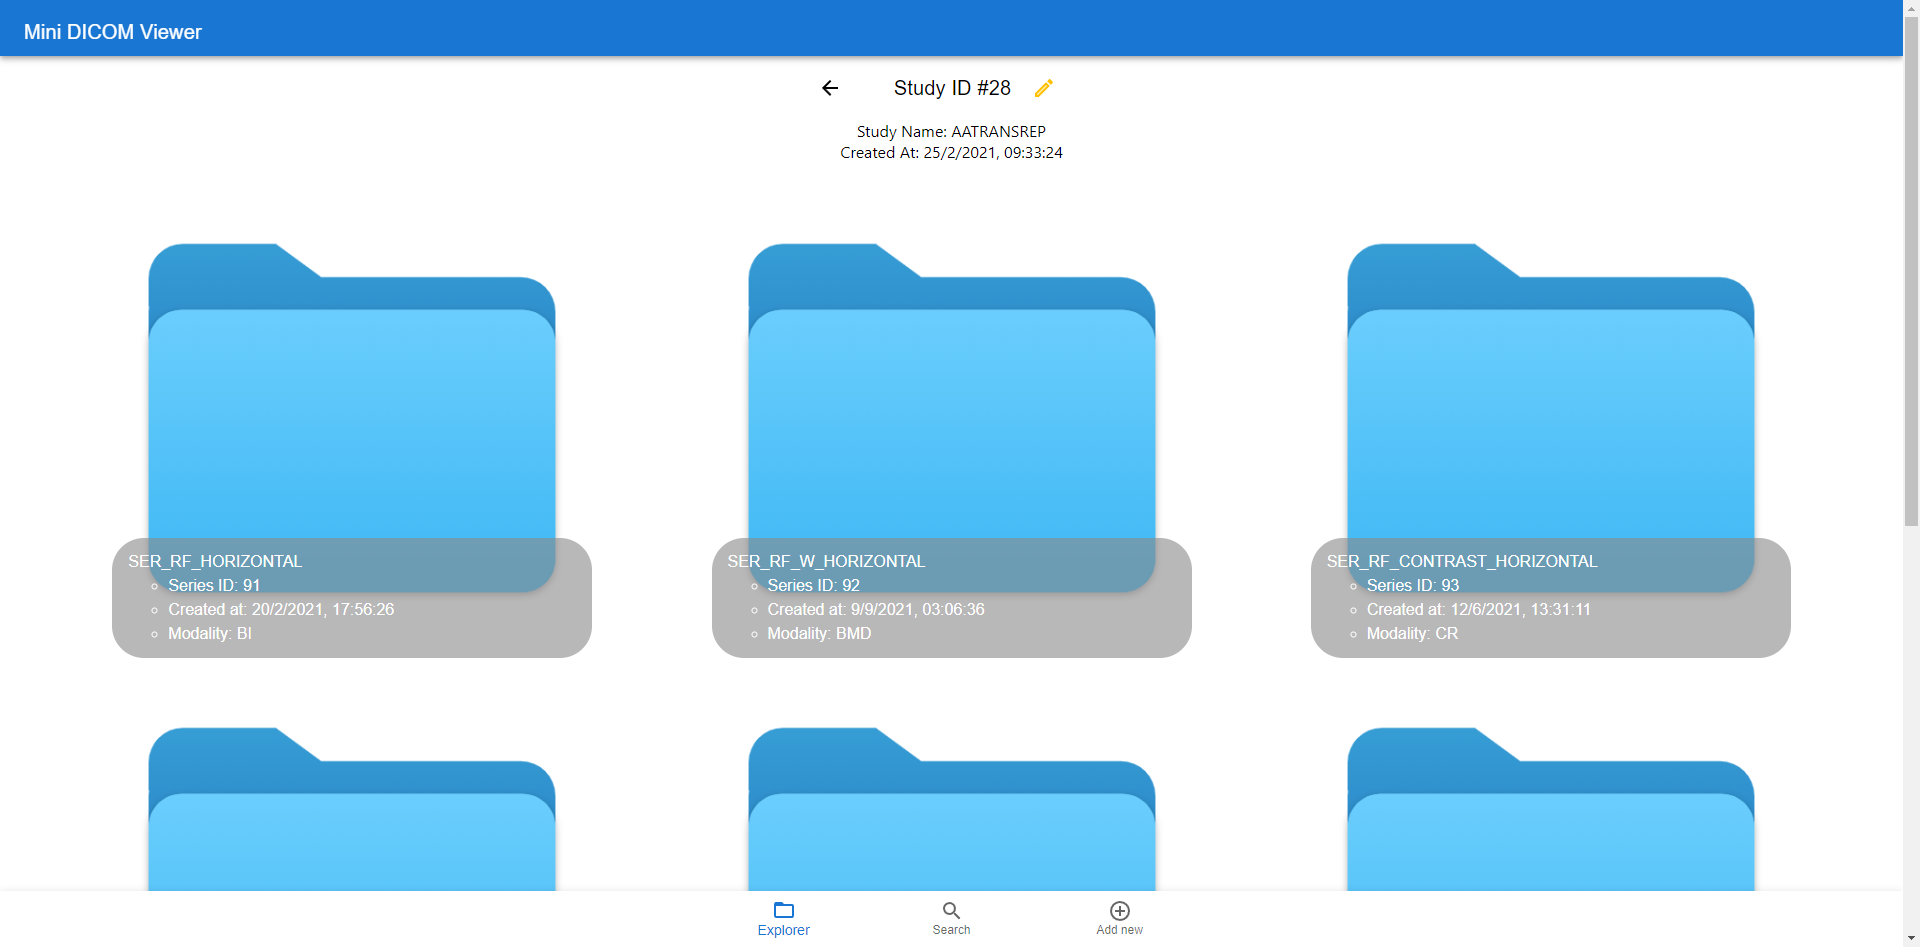 Mini DICOM Viewer
Study ID #28
Study Name: AATRANSREP
Created At: 25/2/2021, 09:33:24
SER_RF_HORIZONTAL
Series ID: 91
Created at: 20/2/2021, 17:56:26
Modality: BI
SER_RF_W_HORIZONTAL
Series ID: 92
Created at: 9/9/2021, 03:06:36
Modality: BMD
SER_RF_CONTRAST_HORIZONTAL
Series ID: 93
Created at: 12/6/2021, 13:31:11
Modality: CR
Explorer
Search
Add new